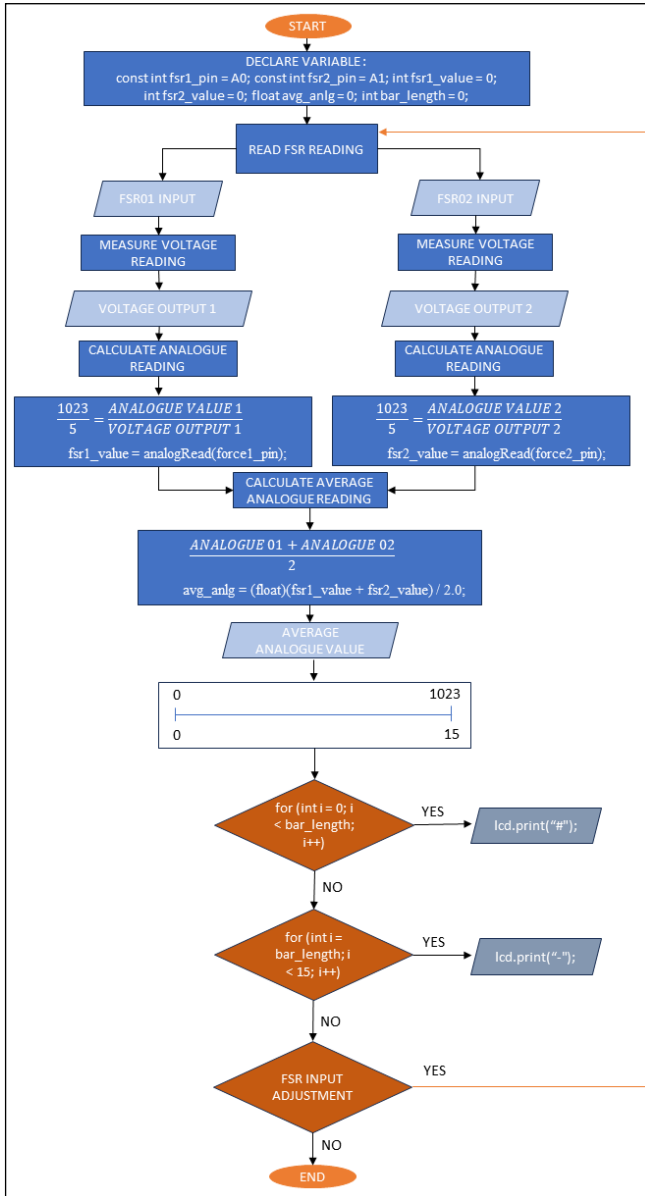 START
DECLARE VARIABLE:
const int fsr1_pin = A0; const int fsr2_pin = A1; int fsr1_value = 0;
int fsr2_value = 0; float avg_anlg = 0; int bar_length = 0;
READ FSR READING
FSR01 INPUT
FSR02 INPUT
MEASURE VOLTAGE
READING
MEASURE VOLTAGE
READING
VOLTAGE OUTPUT 1
VOLTAGE OUTPUT 2
CALCULATE ANALOGUE
READING
CALCULATE ANALOGUE
READING
1023/5 = ANALOGUE VALUE 1/VOLTAGE OUTPUT 1
fsr1_value = analogRead(force1_pin);
1023/5 = ANALOGUE VALUE 2/VOLTAGE OUTPUT 2
fsr2_value = analogRead(force2_pin);
CALCULATE AVERAGE
ANALOGUE READING
ANALOGUE 01 + ANALOGUE 02
2
avg_anlg = (float)(fsr1_value + fsr2_value) / 2.0;
AVERAGE
ANALOGUE VALUE
0 1023
0 15
for (int i = 0; i
< bar_length;
i++)
YES
lcd.print("#");
NO
for (int i =
bar_length; i
< 15; i++)
YES
lcd.print("-");
NO
FSR INPUT
ADJUSTMENT
YES
NO
END